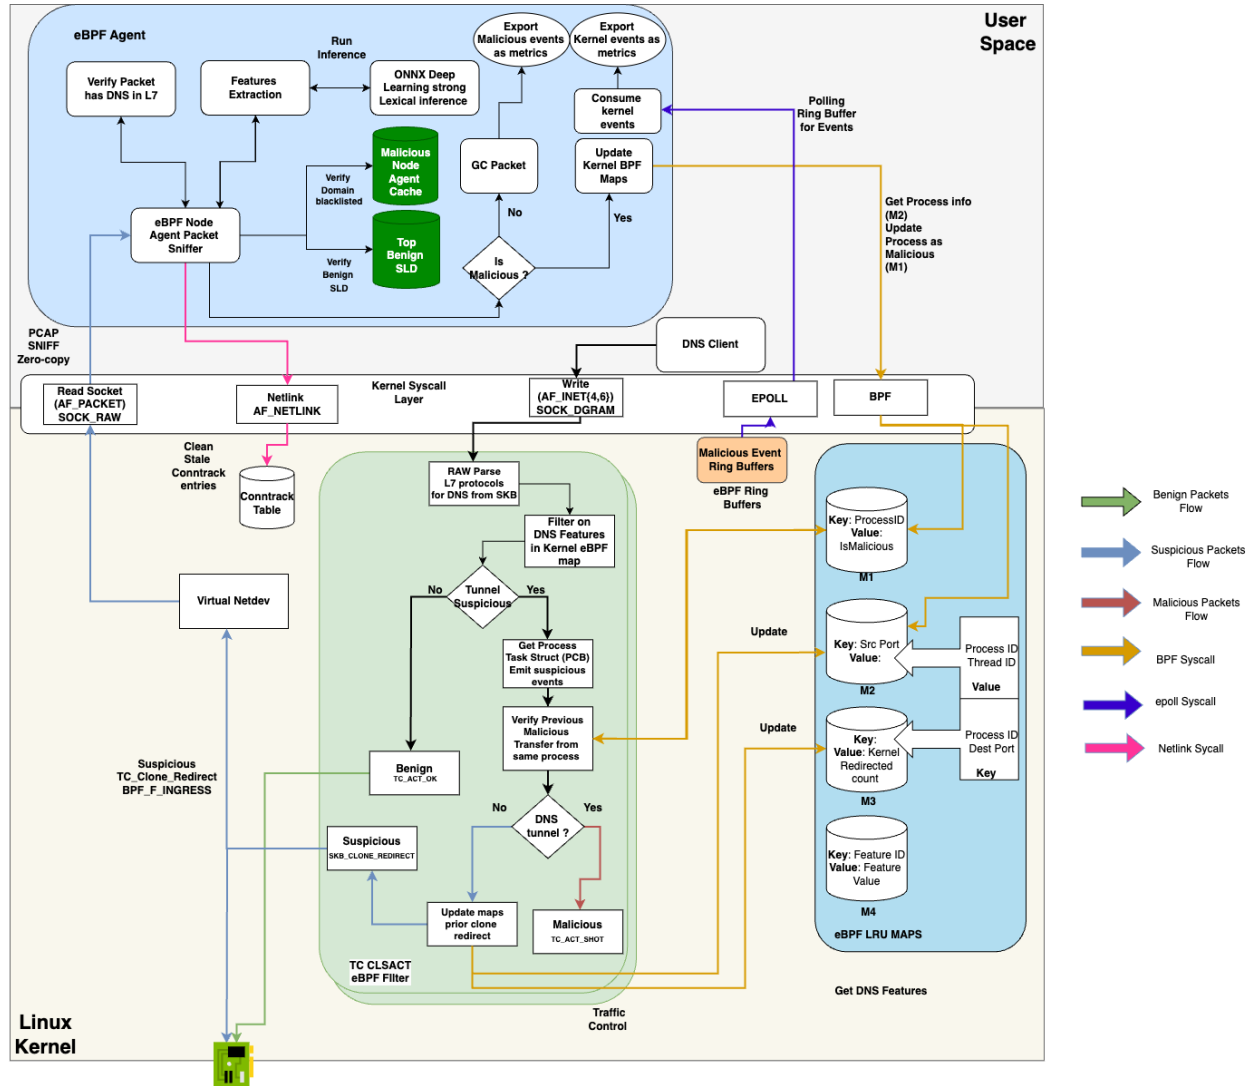 User
Space
eBPF Agent
Export
Malicious events
as metrics
Export
Kernel events as
metrics
Run
Inference
Verify Packet
has DNS in L7
Features
Extraction
ONNX Deep
Learning strong
Lexical inference
Consume
kernel
events
Polling
Ring Buffer
for Events
Malicious
Node
Agent
Cache
GC Packet
Update
Kernel BPF
Maps
Verify
Domain
blacklisted
No
Yes
eBPF Node
Agent Packet
Sniffer
Top
Benign
SLD
Verify
Benign
SLD
Is
Malicious ?
Get Process info
(M2)
Update
Process as
Malicious
(M1)
PCAP
SNIFF
Zero-copy
DNS Client
Kernel Syscall
Layer
Read Socket
(AF_PACKET)
SOCK_RAW
Netlink
AF_NETLINK
Write
(AF_INET{4,6})
SOCK_DGRAM
EPOLL
BPF
Clean
Stale
Conntrack
entries
Conntrack
Table
Malicious Event
Ring Buffers
eBPF Ring
Buffers
RAW Parse
L7 protocols
for DNS from SKB
Filter on
DNS Features
in Kernel eBPF
map
No
Yes
Tunnel
Suspicious
Get Process
Task Struct (PCB)
Emit suspicious
events
Verify Previous
Malicious
Transfer from
same process
Virtual Netdev
Suspicious
TC_Clone_Redirect
BPF_F_INGRESS
Benign
TC_ACT_OK
No
Yes
DNS
tunnel ?
Suspicious
SKB_CLONE_REDIRECT
Update maps
prior clone
redirect
Malicious
TC_ACT_SHOT
TC CLSACT
eBPF FIlter
Traffic
Control
Update
Update
Key: ProcessID
Value:
IsMalicious
M1
Key: Src Port
Value:
M2
Process ID
Thread ID
Value
Key:
Value: Kernel
Redirected
count
M3
Process ID
Dest Port
Key
Key: Feature ID
Value: Feature
Value
M4
eBPF LRU MAPS
Get DNS Features
Linux
Kernel
Benign Packets
Flow
Suspicious Packets
Flow
Malicious Packets
Flow
BPF Syscall
epoll Syscall
Netlink Sycall